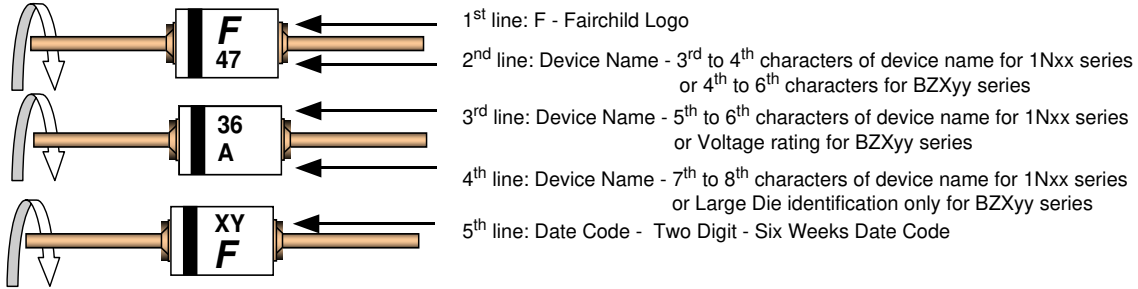 F
47
36
A
XY
F
1st line: F - Fairchild Logo
2nd line: Device Name - 3rd to 4th characters of device name for 1Nxx series
or 4th to 6th characters for BZXyy series
3rd line: Device Name - 5th to 6th characters of device name for 1Nxx series
or Voltage rating for BZXyy series
4th line: Device Name - 7th to 8th characters of device name for 1Nxx series
or Large Die identification only for BZXyy series
5th line: Date Code - Two Digit - Six Weeks Date Code